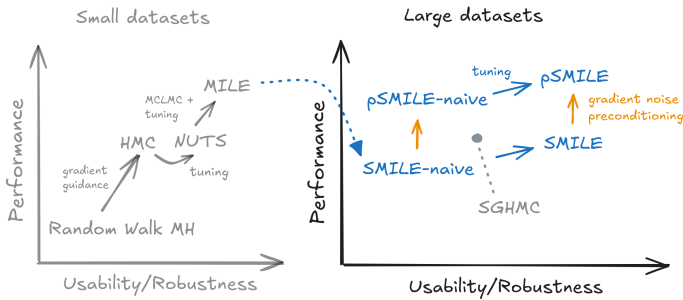 Small datasets
Performance
MILE
MCLMC +
tuning
HMC
NUTS
gradient
guidance
tuning
Random Walk MH
Usability/Robustness
Large datasets
Performance
tuning
pSMILE
pSMILE-naive
gradient noise
preconditioning
SMILE
SMILE-naive
SGHMC
Usability/Robustness